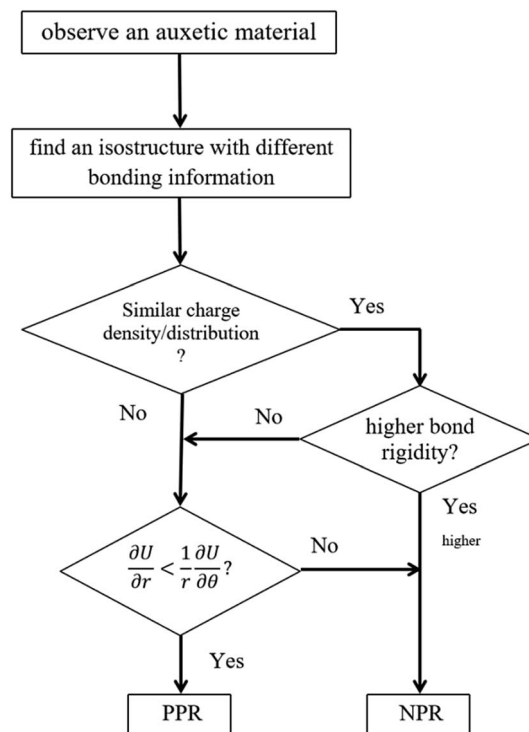 observe an auxetic material
find an isostructure with different
bonding information
Similar charge
density/distribution
?
Yes
No
No
higher bond
rigidity?
Yes
higher
∂U/∂r < 1/r ∂U/∂θ ?
No
Yes
PPR
NPR